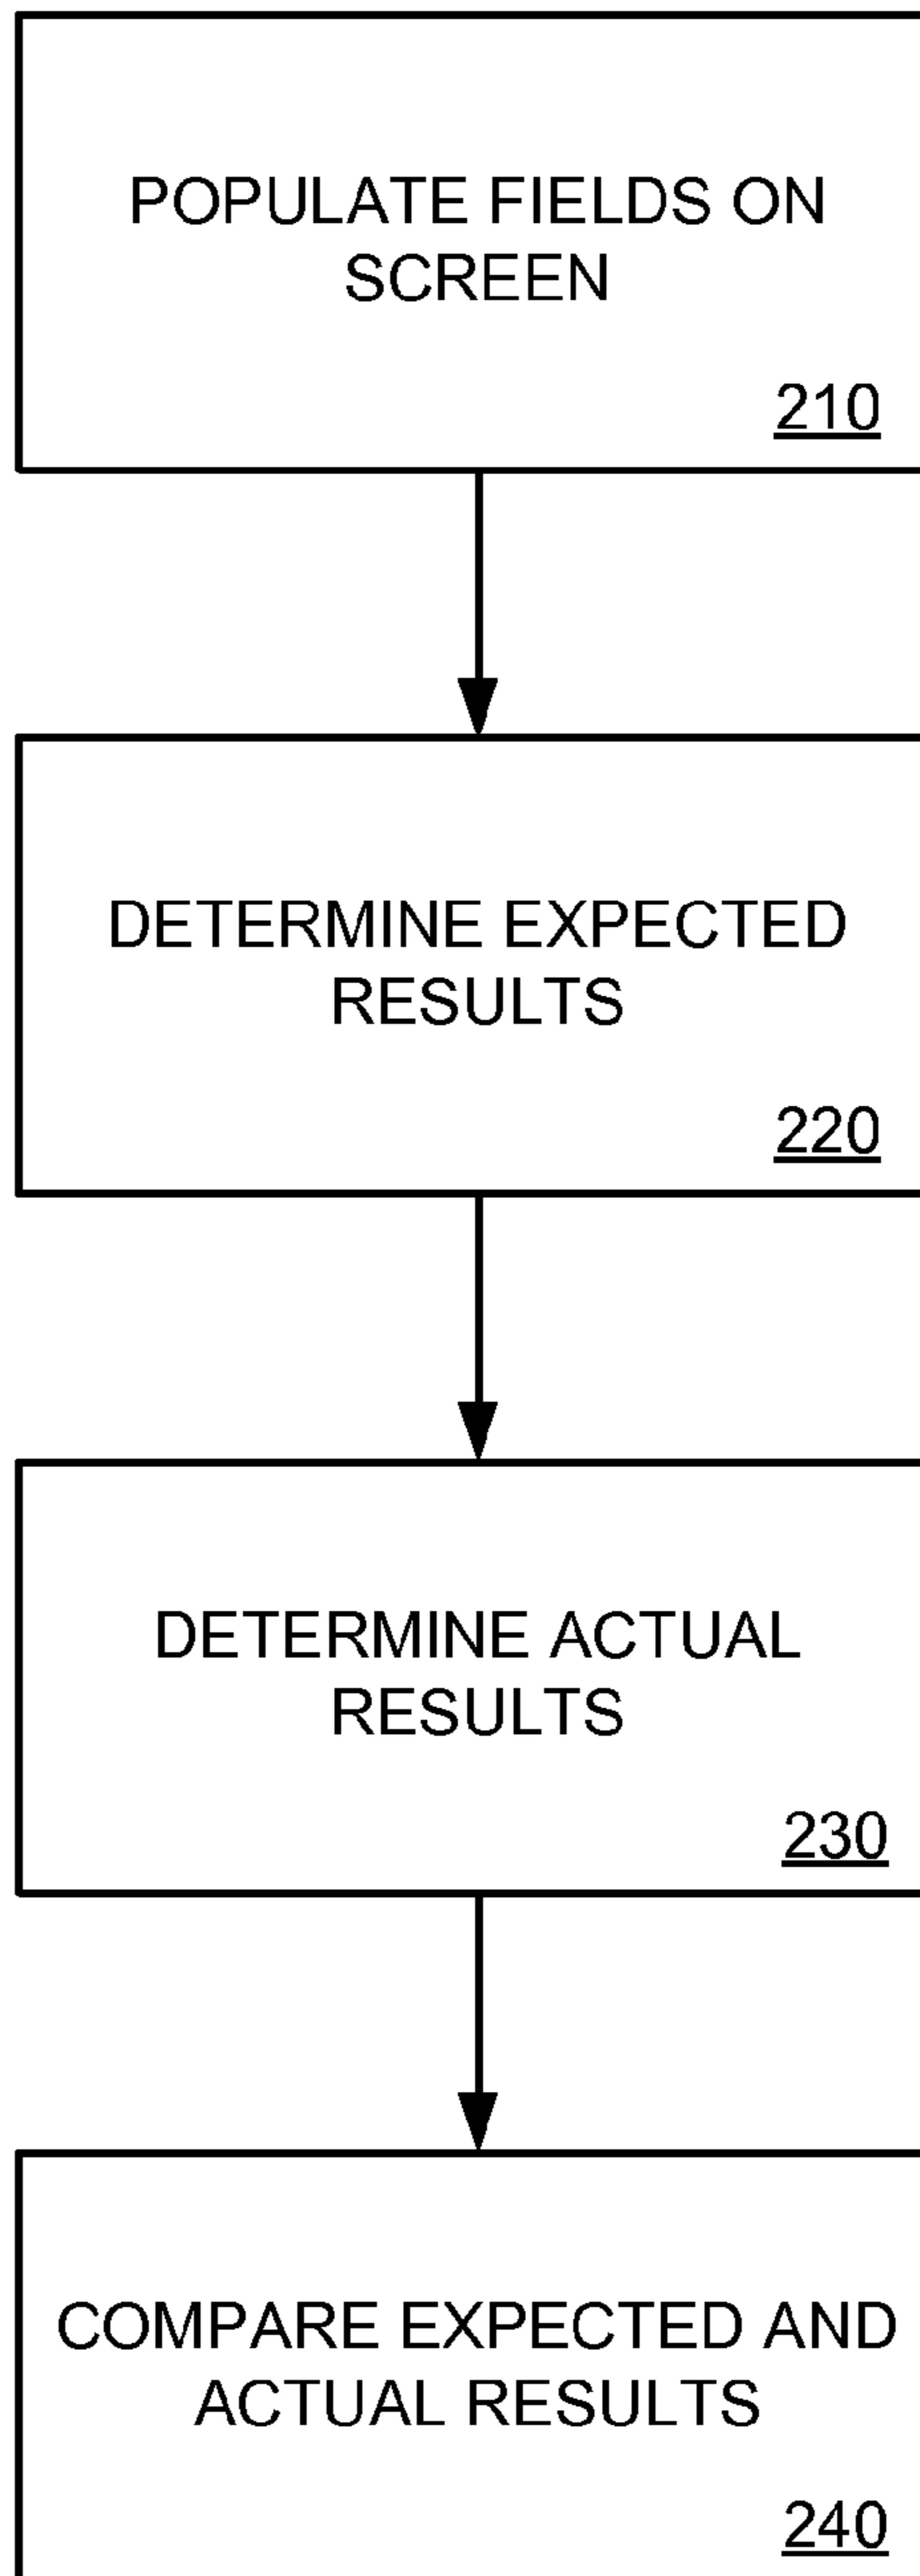 POPULATE FIELDS ON
SCREEN
210
DETERMINE EXPECTED
RESULTS
220
DETERMINE ACTUAL
RESULTS
230
COMPARE EXPECTED AND
ACTUAL RESULTS
240